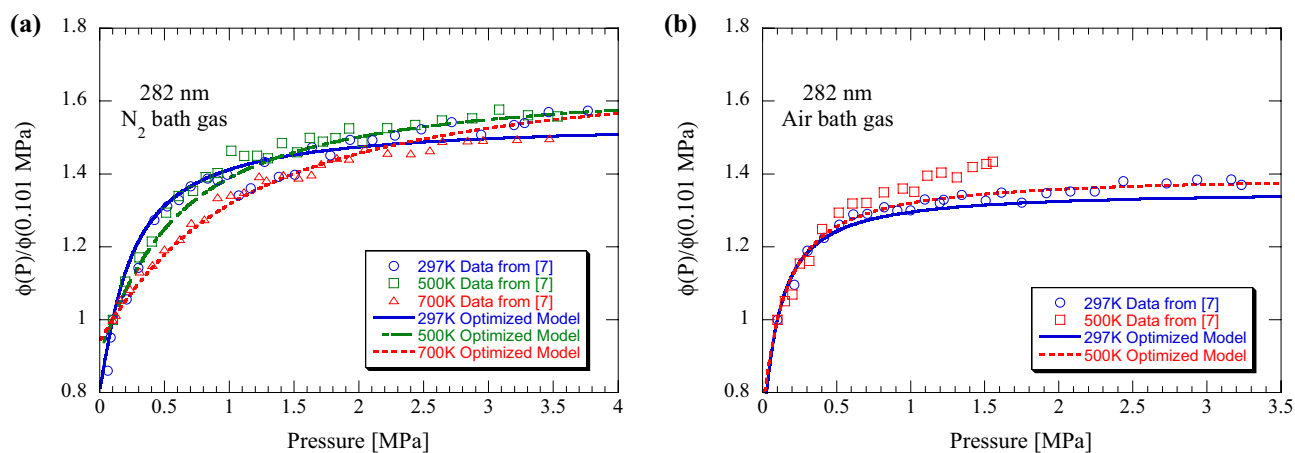 (a)
1.8
1.6
1.4
1.2
1
0.8
ϕ(P)/ϕ(0.101 MPa)
282 nm
N2 bath gas
297K Data from [7]
500K Data from [7]
700K Data from [7]
297K Optimized Model
500K Optimized Model
700K Optimized Model
0 0.5 1 1.5 2 2.5 3 3.5 4
Pressure [MPa]
(b)
1.8
1.6
1.4
1.2
1
0.8
ϕ(P)/ϕ(0.101 MPa)
282 nm
Air bath gas
297K Data from [7]
500K Data from [7]
297K Optimized Model
500K Optimized Model
0 0.5 1 1.5 2 2.5 3 3.5
Pressure [MPa]